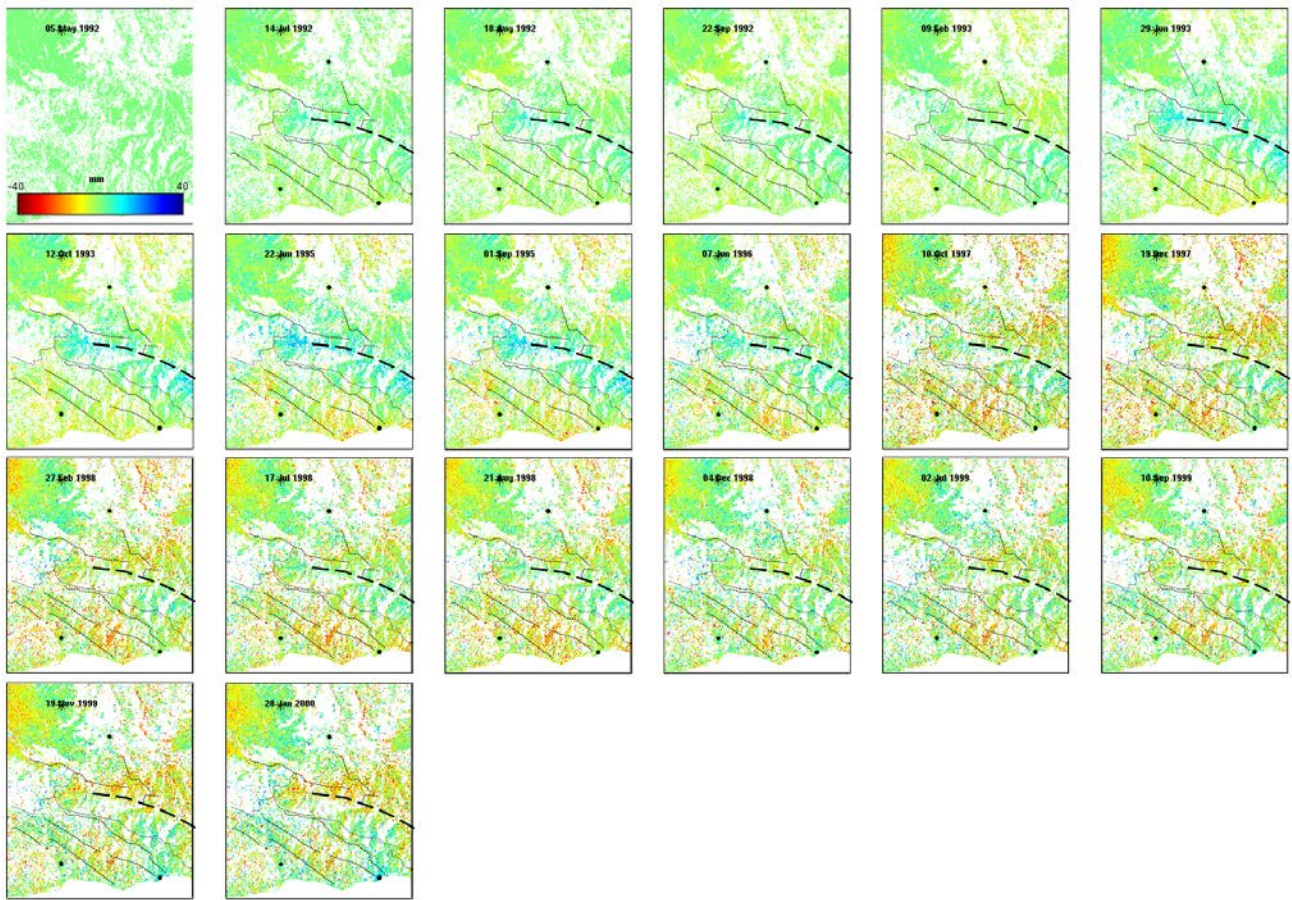 05 May 1992
14 Jul 1992
18 Aug 1992
22 Sep 1992
09 Feb 1993
29 Jun 1993
mm
-40 40
12 Oct 1993
22 Jun 1995
01 Sep 1995
07 Jun 1996
10 Oct 1997
19 Dec 1997
27 Feb 1998
17 Jul 1998
21 Aug 1998
04 Dec 1998
02 Jul 1999
10 Sep 1999
19 Nov 1999
28 Jan 2000